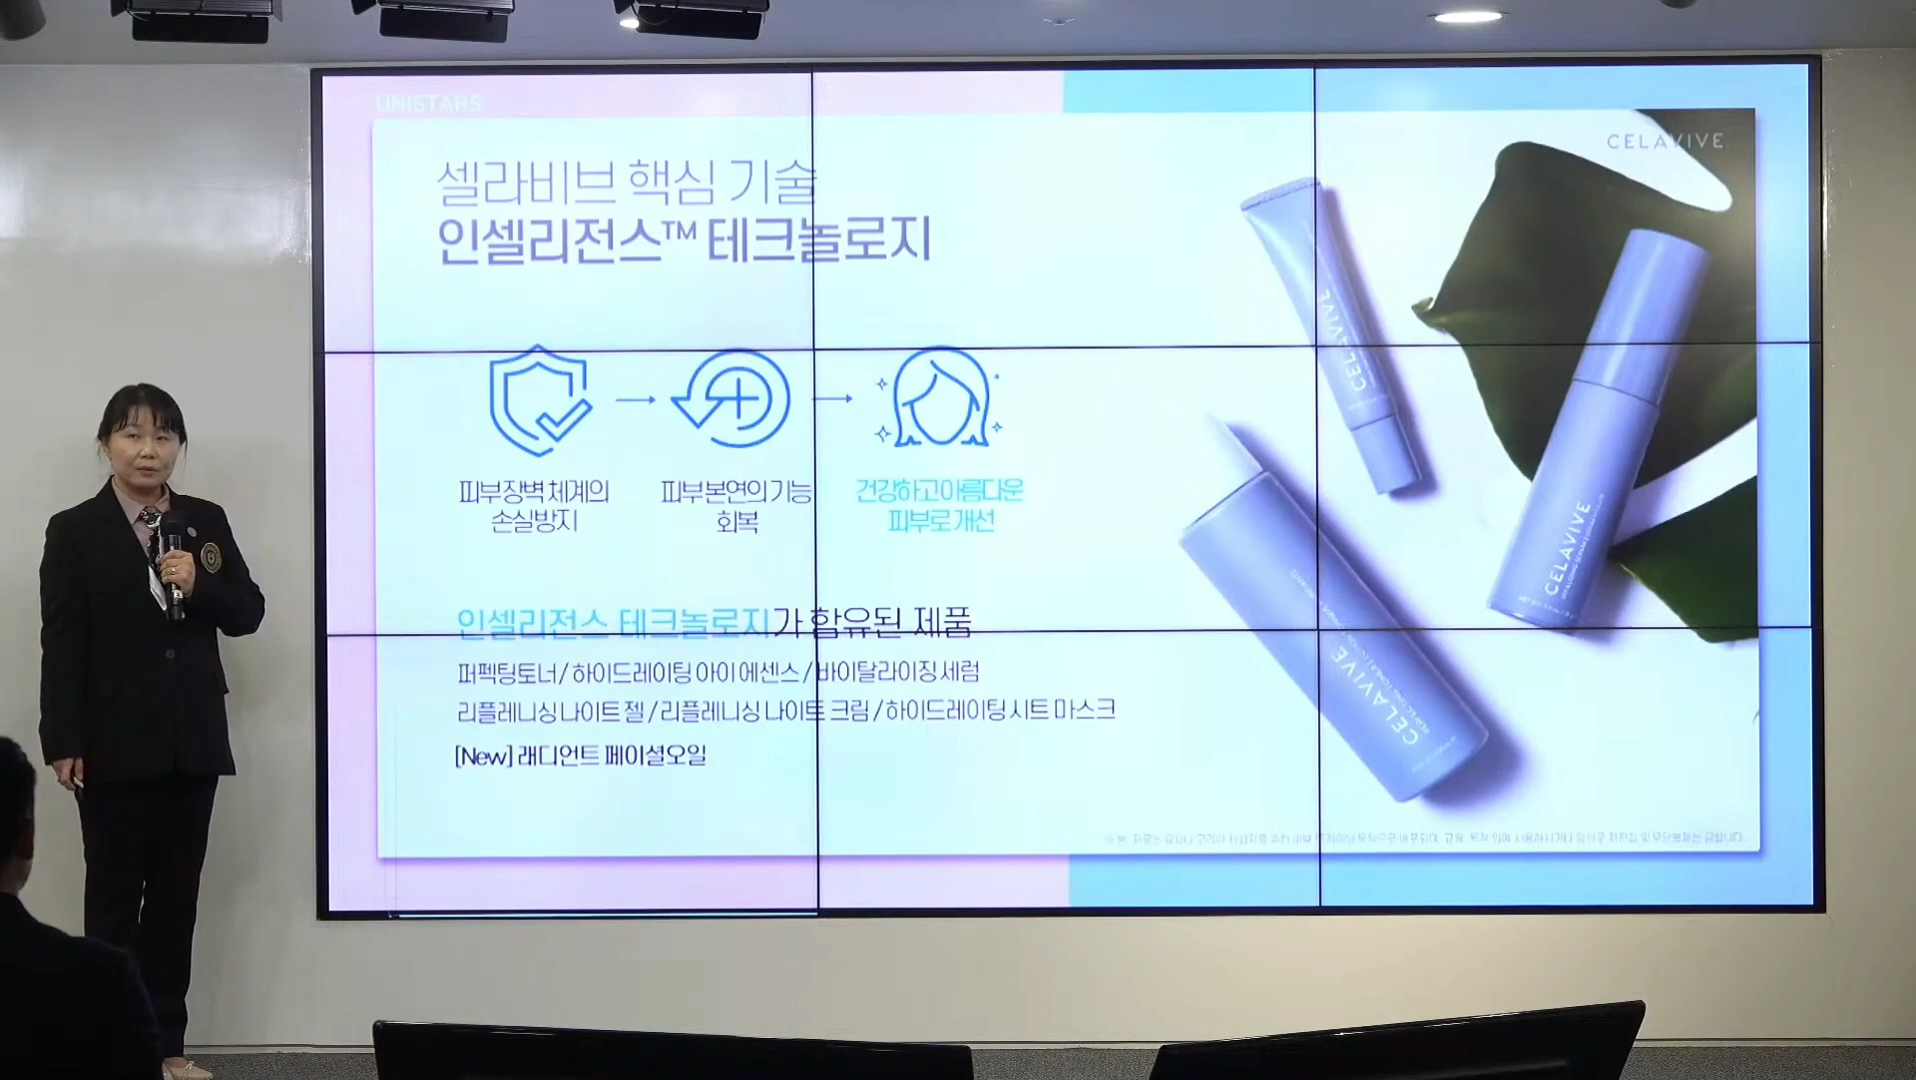 UNISTARS
CELAVIVE
셀라비브 핵심 기술
인셀리전스™ 테크놀로지
피부 장벽 체계의
손실 방지
피부 본연의 기능
회복
건강하고 아름다운
피부로 개선
인셀리전스 테크놀로지가 함유된 제품
퍼펙팅토너 / 하이드레이팅 아이 에센스 / 바이탈라이징 세럼
리플레니싱 나이트 젤 / 리플레니싱 나이트 크림 / 하이드레이팅 시트 마스크
[New] 래디언트 페이셜오일
CELAVIVE
CELAVIVE
CELAVIVE